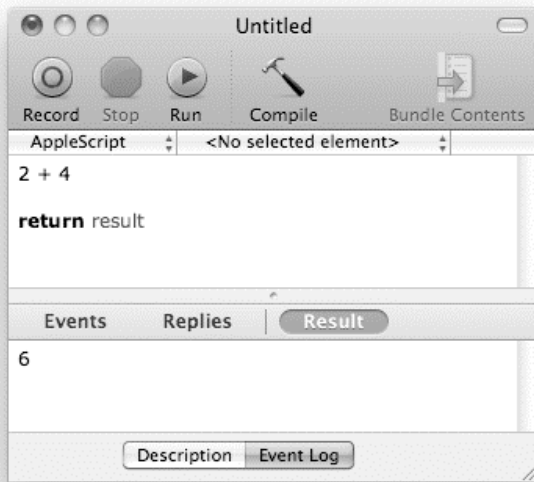 Untitled
Record Stop Run Compile Bundle Contents
AppleScript <No selected element>
2 + 4
return result
Events Replies Result
6
Description Event Log